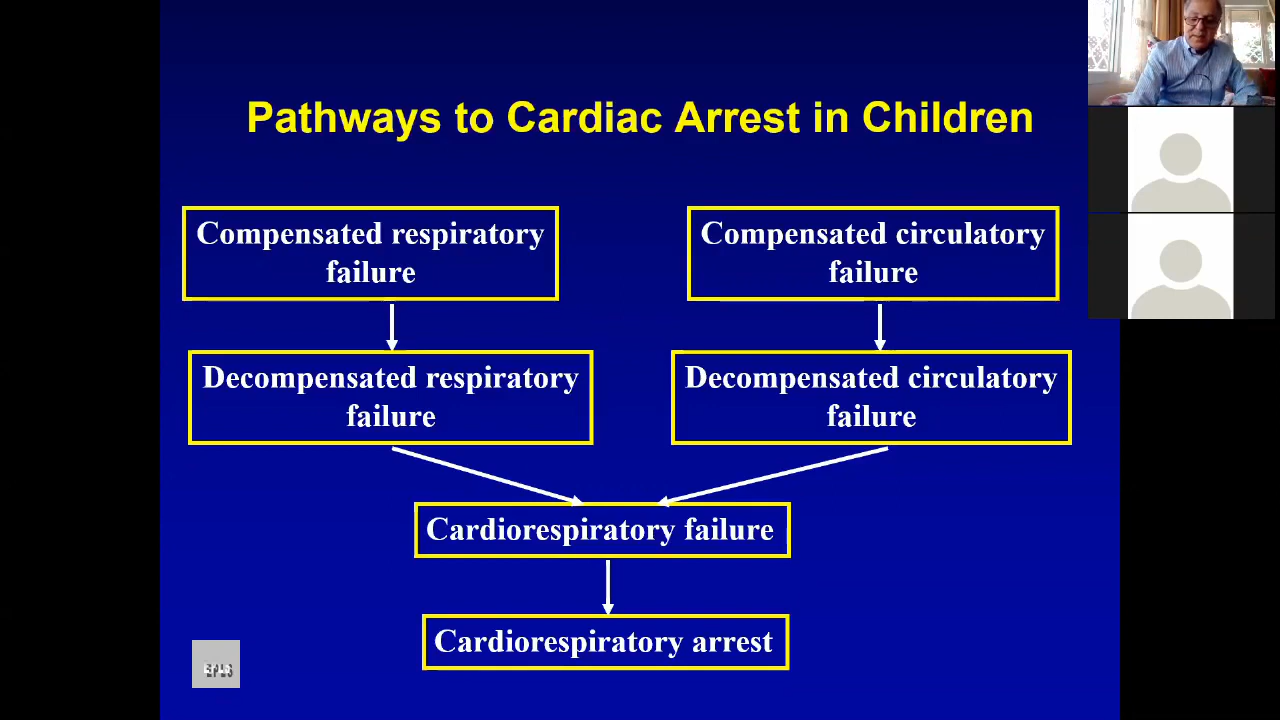 Pathways to Cardiac Arrest in Children
Compensated respiratory
failure
Compensated circulatory
failure
Decompensated respiratory
failure
Decompensated circulatory
failure
Cardiorespiratory failure
Cardiorespiratory arrest
EPLS